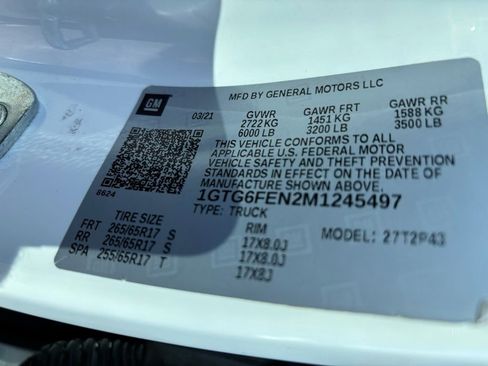 MFD BY GENERAL MOTORS LLC
GM
03/21 GVWR GAWR FRT GAWR RR
2722 KG 1451 KG 1588 KG
6000 LB 3200 LB 3500 LB
THIS VEHICLE CONFORMS TO ALL
APPLICABLE U.S. FEDERAL MOTOR
VEHICLE SAFETY AND THEFT PREVENTION
STANDARDS IN EFFECT ON THE DATE OF
MANUFACTURE SHOWN ABOVE.
8624
1GTG6FEN2M1245497
TYPE: TRUCK
TIRE SIZE RIM MODEL: 27T2P43
FRT 265/65R17 S 17X8.0J
RR 265/65R17 S 17X8.0J
SPA 255/65R17 T 17X8J